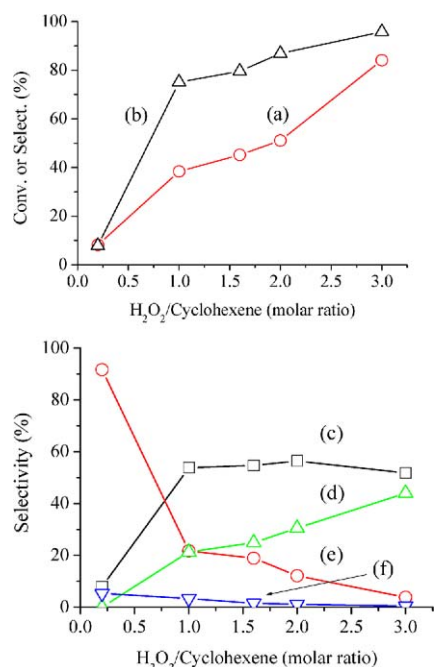 100
80
60
40
20
0
Conv. or Select. (%)
(b)
(a)
0.0 0.5 1.0 1.5 2.0 2.5 3.0
H₂O₂/Cyclohexene (molar ratio)
100
80
60
40
20
0
Selectivity (%)
(c)
(d)
(e)
(f)
0.0 0.5 1.0 1.5 2.0 2.5 3.0
H₂O₂/Cyclohexene (molar ratio)